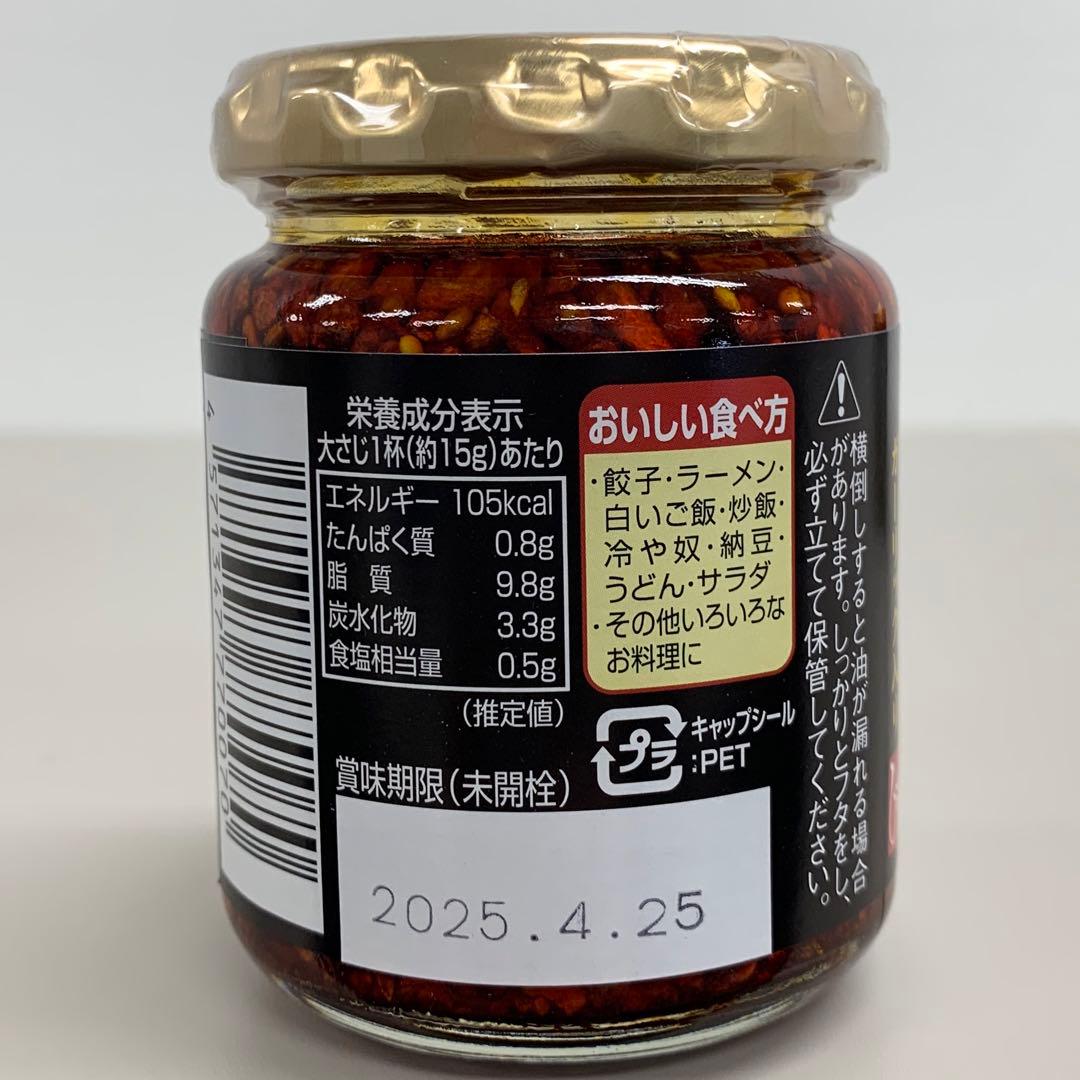 栄養成分表示
大さじ1杯(約15g)あたり
エネルギー 105kcal
たんぱく質 0.8g
脂質 9.8g
炭水化物 3.3g
食塩相当量 0.5g
(推定値)
賞味期限(未開栓)
2025.4.25
おいしい食べ方
・餃子・ラーメン・
白いご飯・炒飯・
冷や奴・納豆・
うどん・サラダ
・その他いろいろな
お料理に
プラ
キャップシール
:PET
横倒しすると油が漏れる場合
があります。しっかりとフタをし、
必ず立てて保管してください。
4 571347 770070